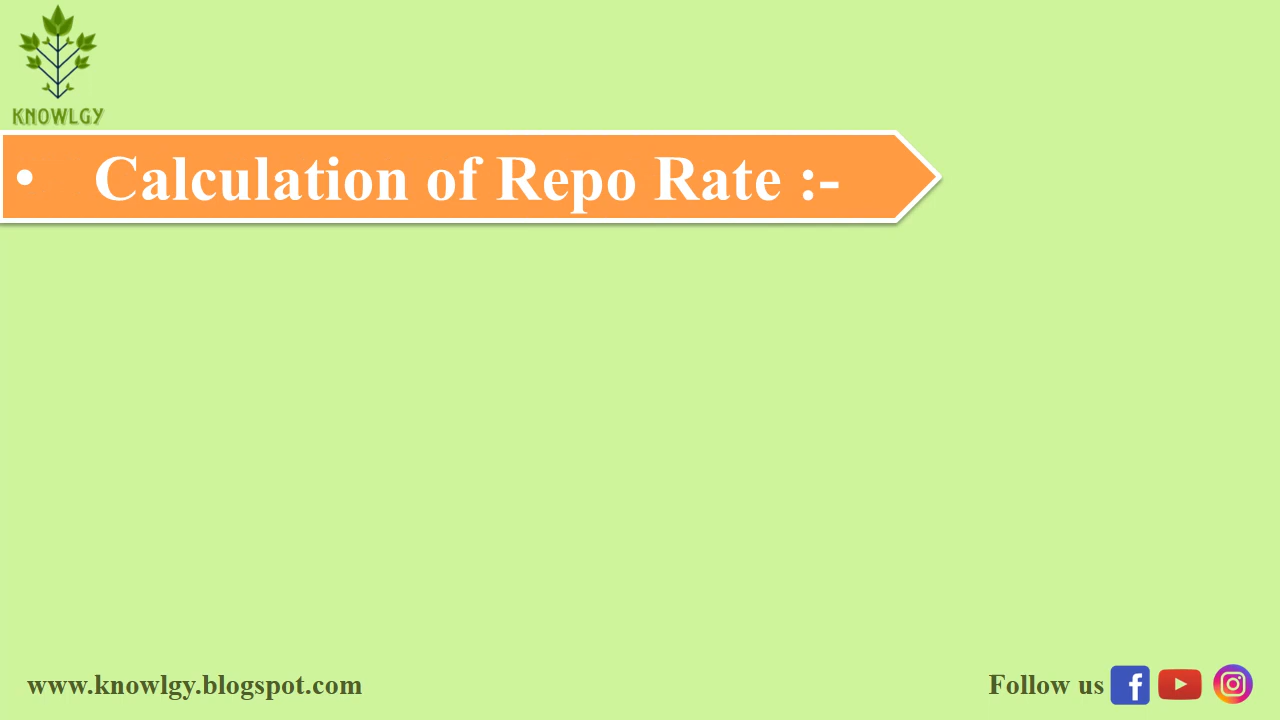 KNOWLGY
• Calculation of Repo Rate :-
www.knowlgy.blogspot.com
Follow us